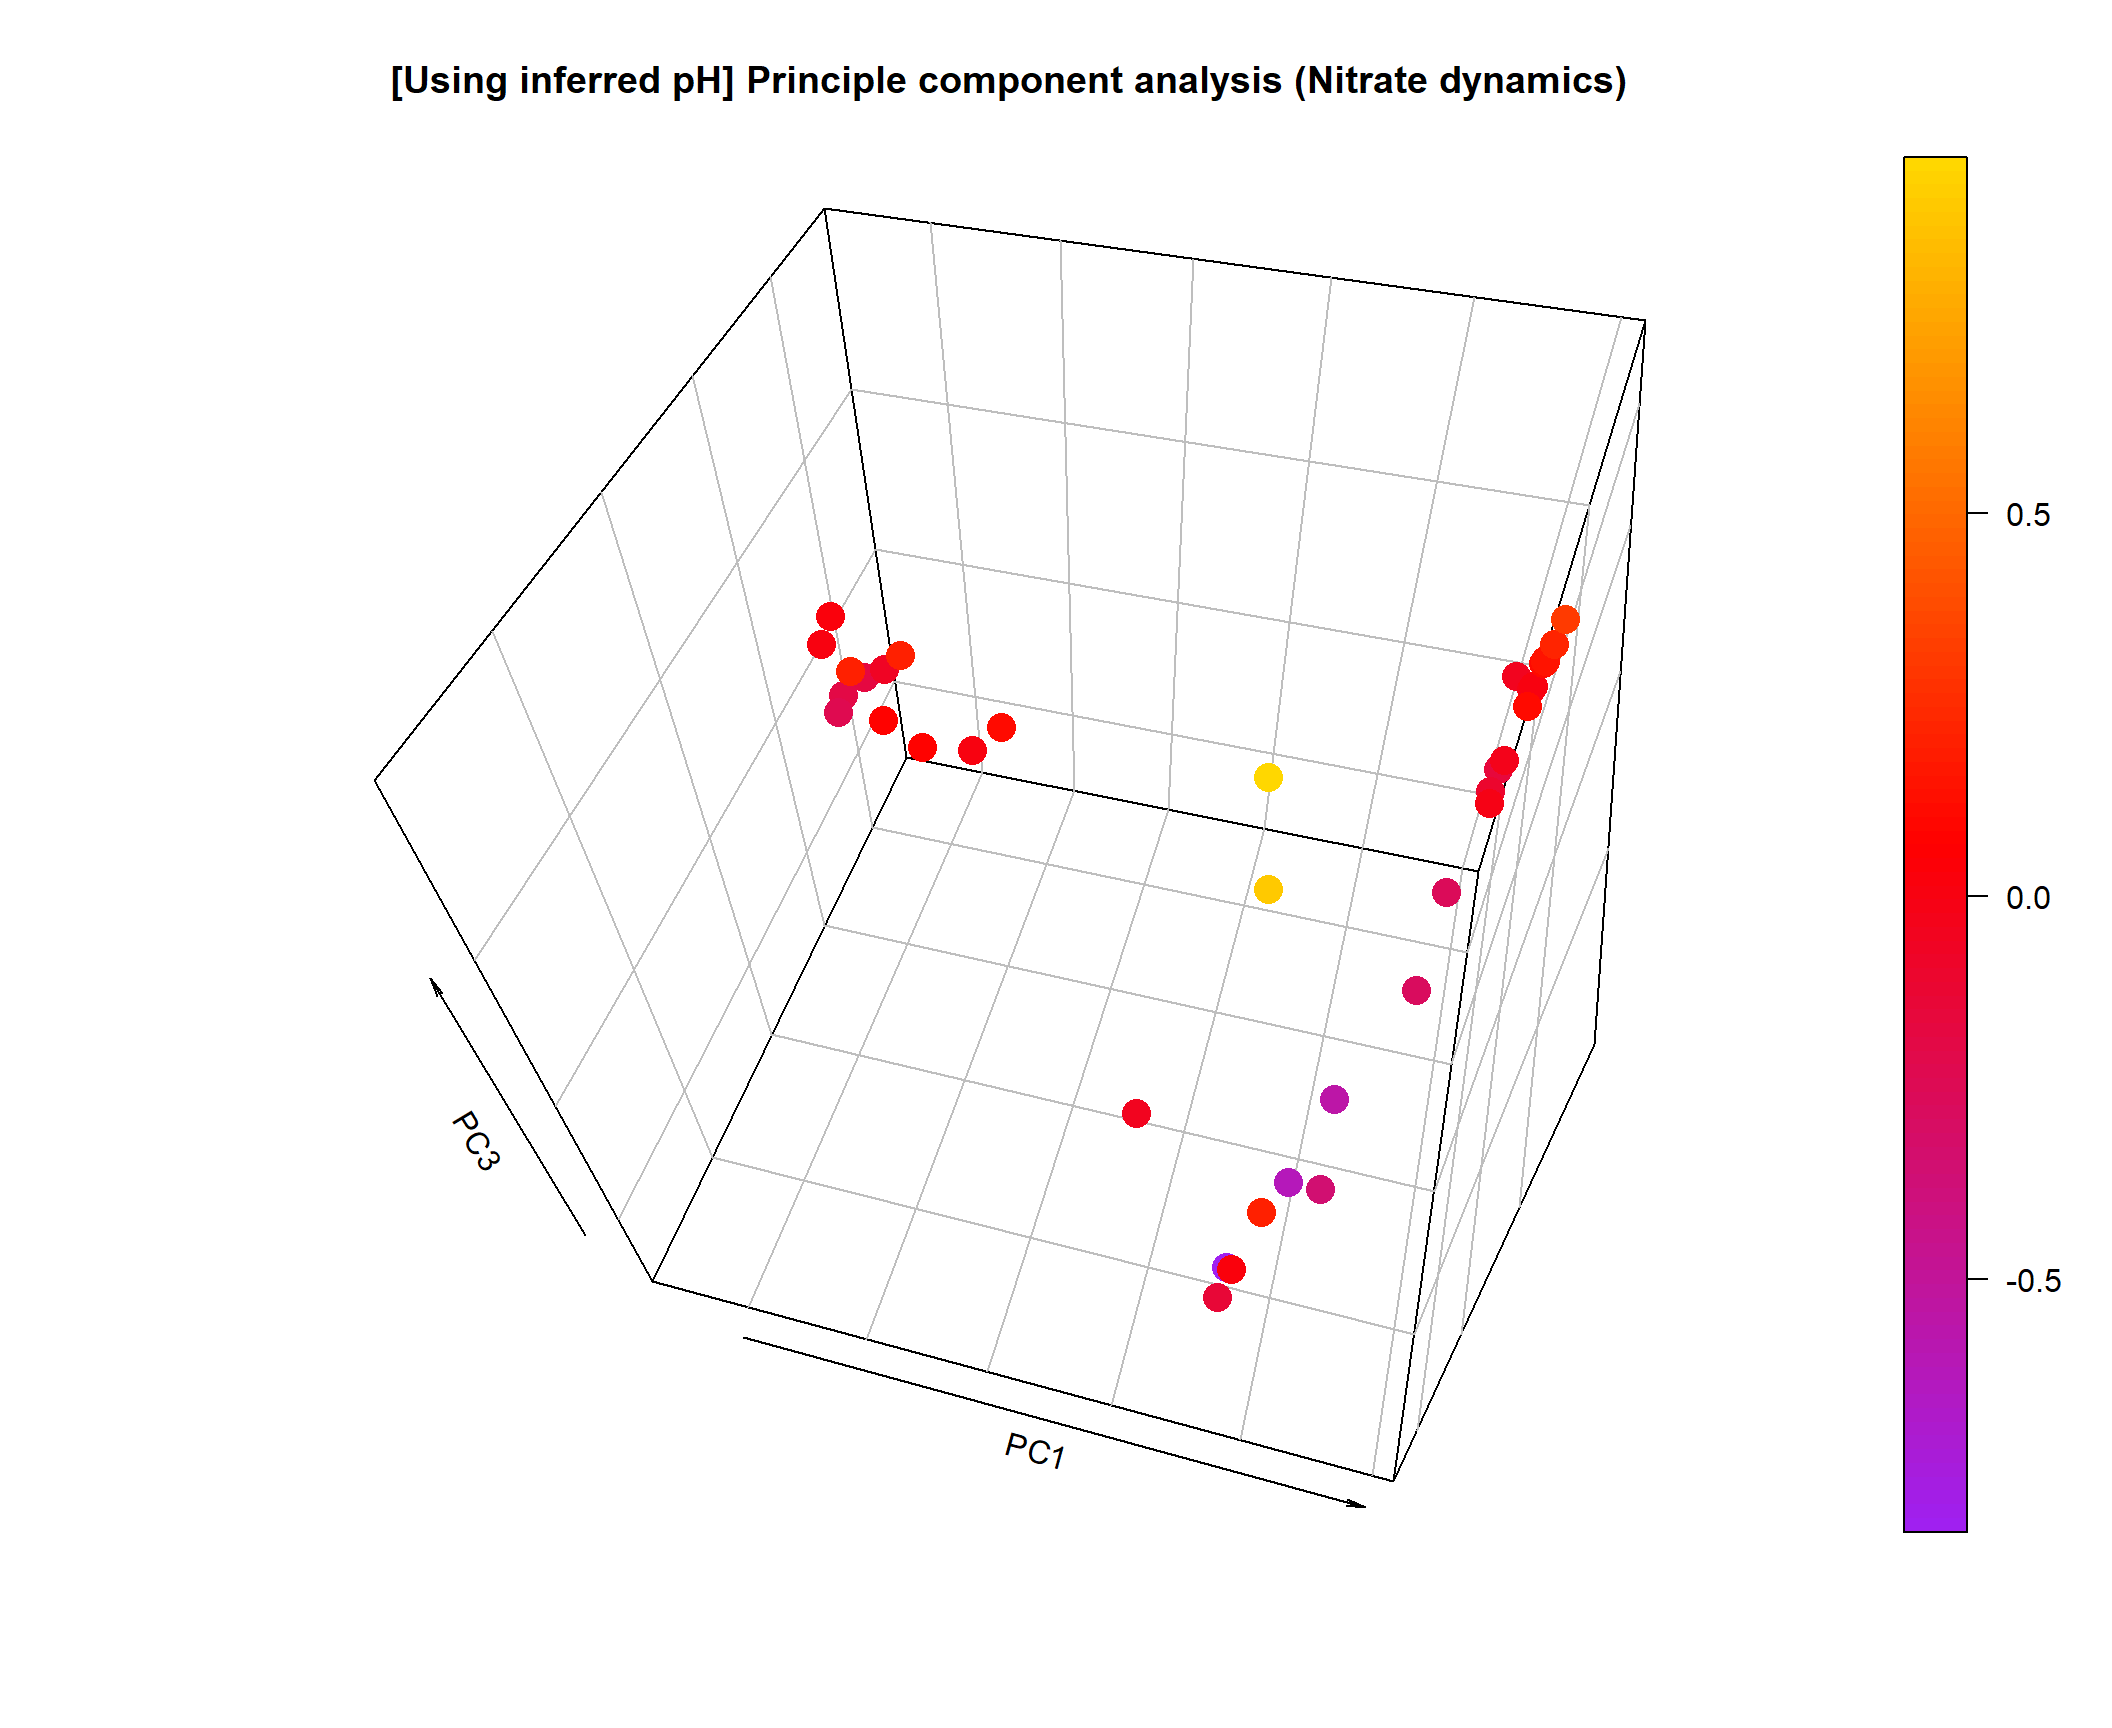 [Using inferred pH] Principle component analysis (Nitrate dynamics)
0.5
0.0
-0.5
PC3
PC1